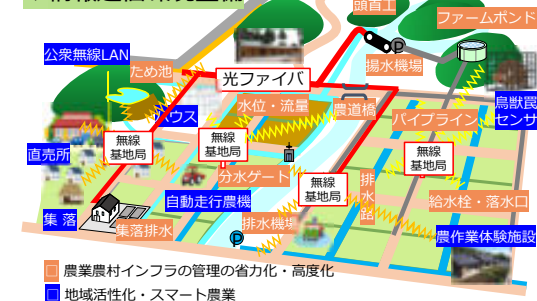 頭首工
ファームポンド
公衆無線LAN
ため池
光ファイバ
揚水機場
P
ハウス
水位・流量
農道橋
パイプライン
鳥獣罠
センサ
無線
基地局
無線
基地局
無線
基地局
直売所
分水ゲート
無線
基地局
排水路
自動走行農機
給水栓・落水口
集 落
集落排水
排水機場
P
農作業体験施設
農業農村インフラの管理の省力化・高度化
地域活性化・スマート農業